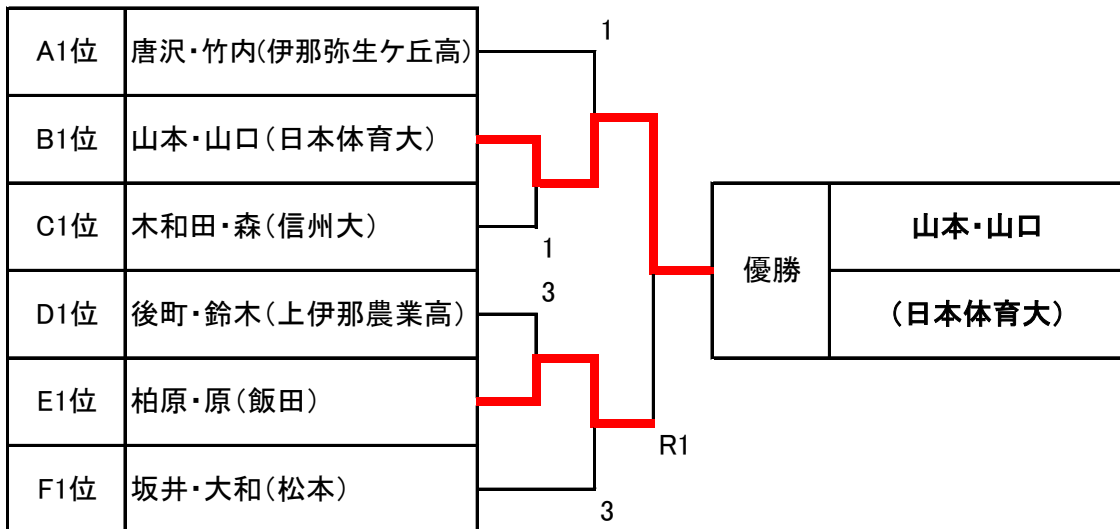 A1位 唐沢・竹内(伊那弥生ケ丘高)
1
B1位 山本・山口(日本体育大)
C1位 木和田・森(信州大)
1
優勝 山本・山口
(日本体育大)
3
D1位 後町・鈴木(上伊那農業高)
E1位 柏原・原(飯田)
R1
F1位 坂井・大和(松本)
3